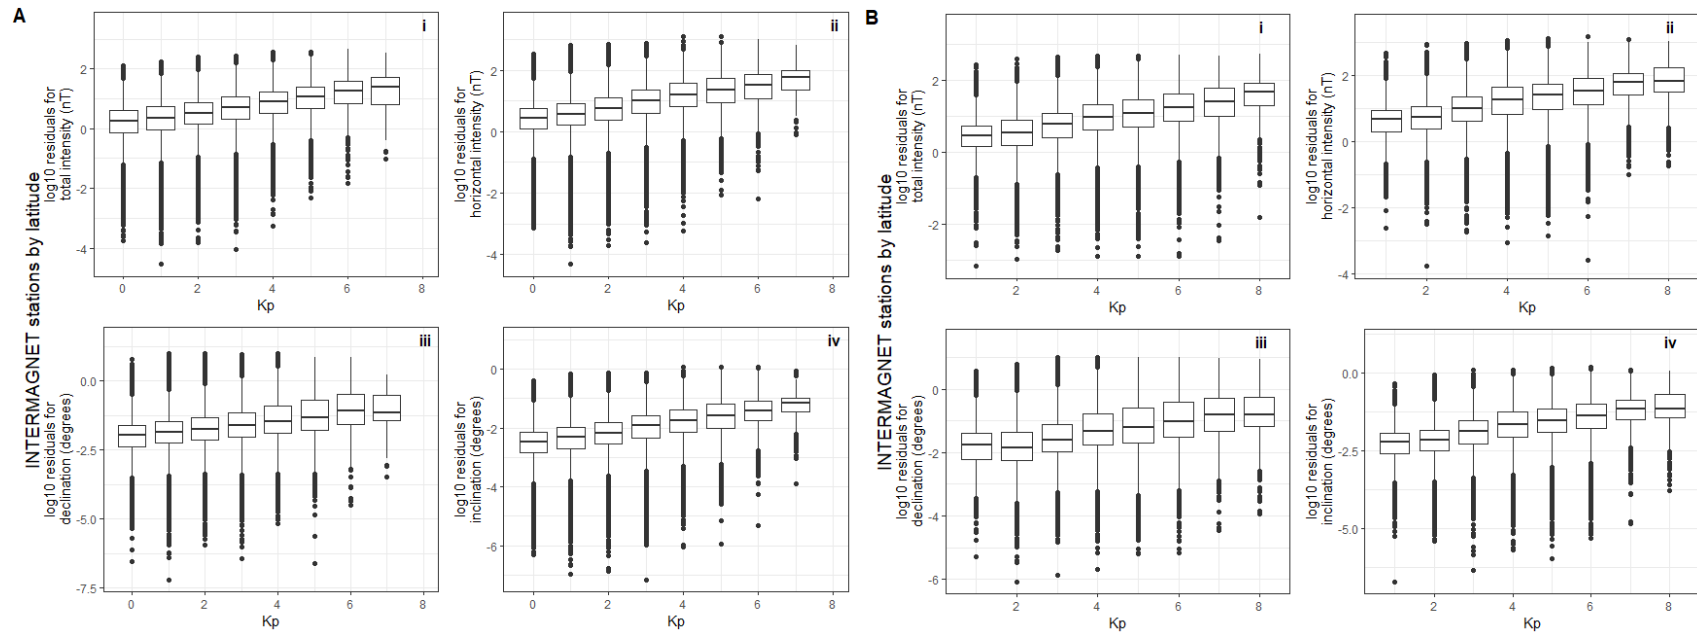 A
INTERMAGNET stations by latitude
i
log10 residuals for
total intensity (nT)
2
0
-2
-4
0 2 4 6 8
Kp
ii
log10 residuals for
horizontal intensity (nT)
2
0
-2
-4
0 2 4 6 8
Kp
iii
log10 residuals for
declination (degrees)
0.0
-2.5
-5.0
-7.5
0 2 4 6 8
Kp
iv
log10 residuals for
inclination (degrees)
0
-2
-4
-6
0 2 4 6 8
Kp
B
INTERMAGNET stations by latitude
i
log10 residuals for
total intensity (nT)
2
0
-2
2 4 6 8
Kp
ii
log10 residuals for
horizontal intensity (nT)
2
0
-2
-4
2 4 6 8
Kp
iii
log10 residuals for
declination (degrees)
0
-2
-4
-6
2 4 6 8
Kp
iv
log10 residuals for
inclination (degrees)
0.0
-2.5
-5.0
2 4 6 8
Kp